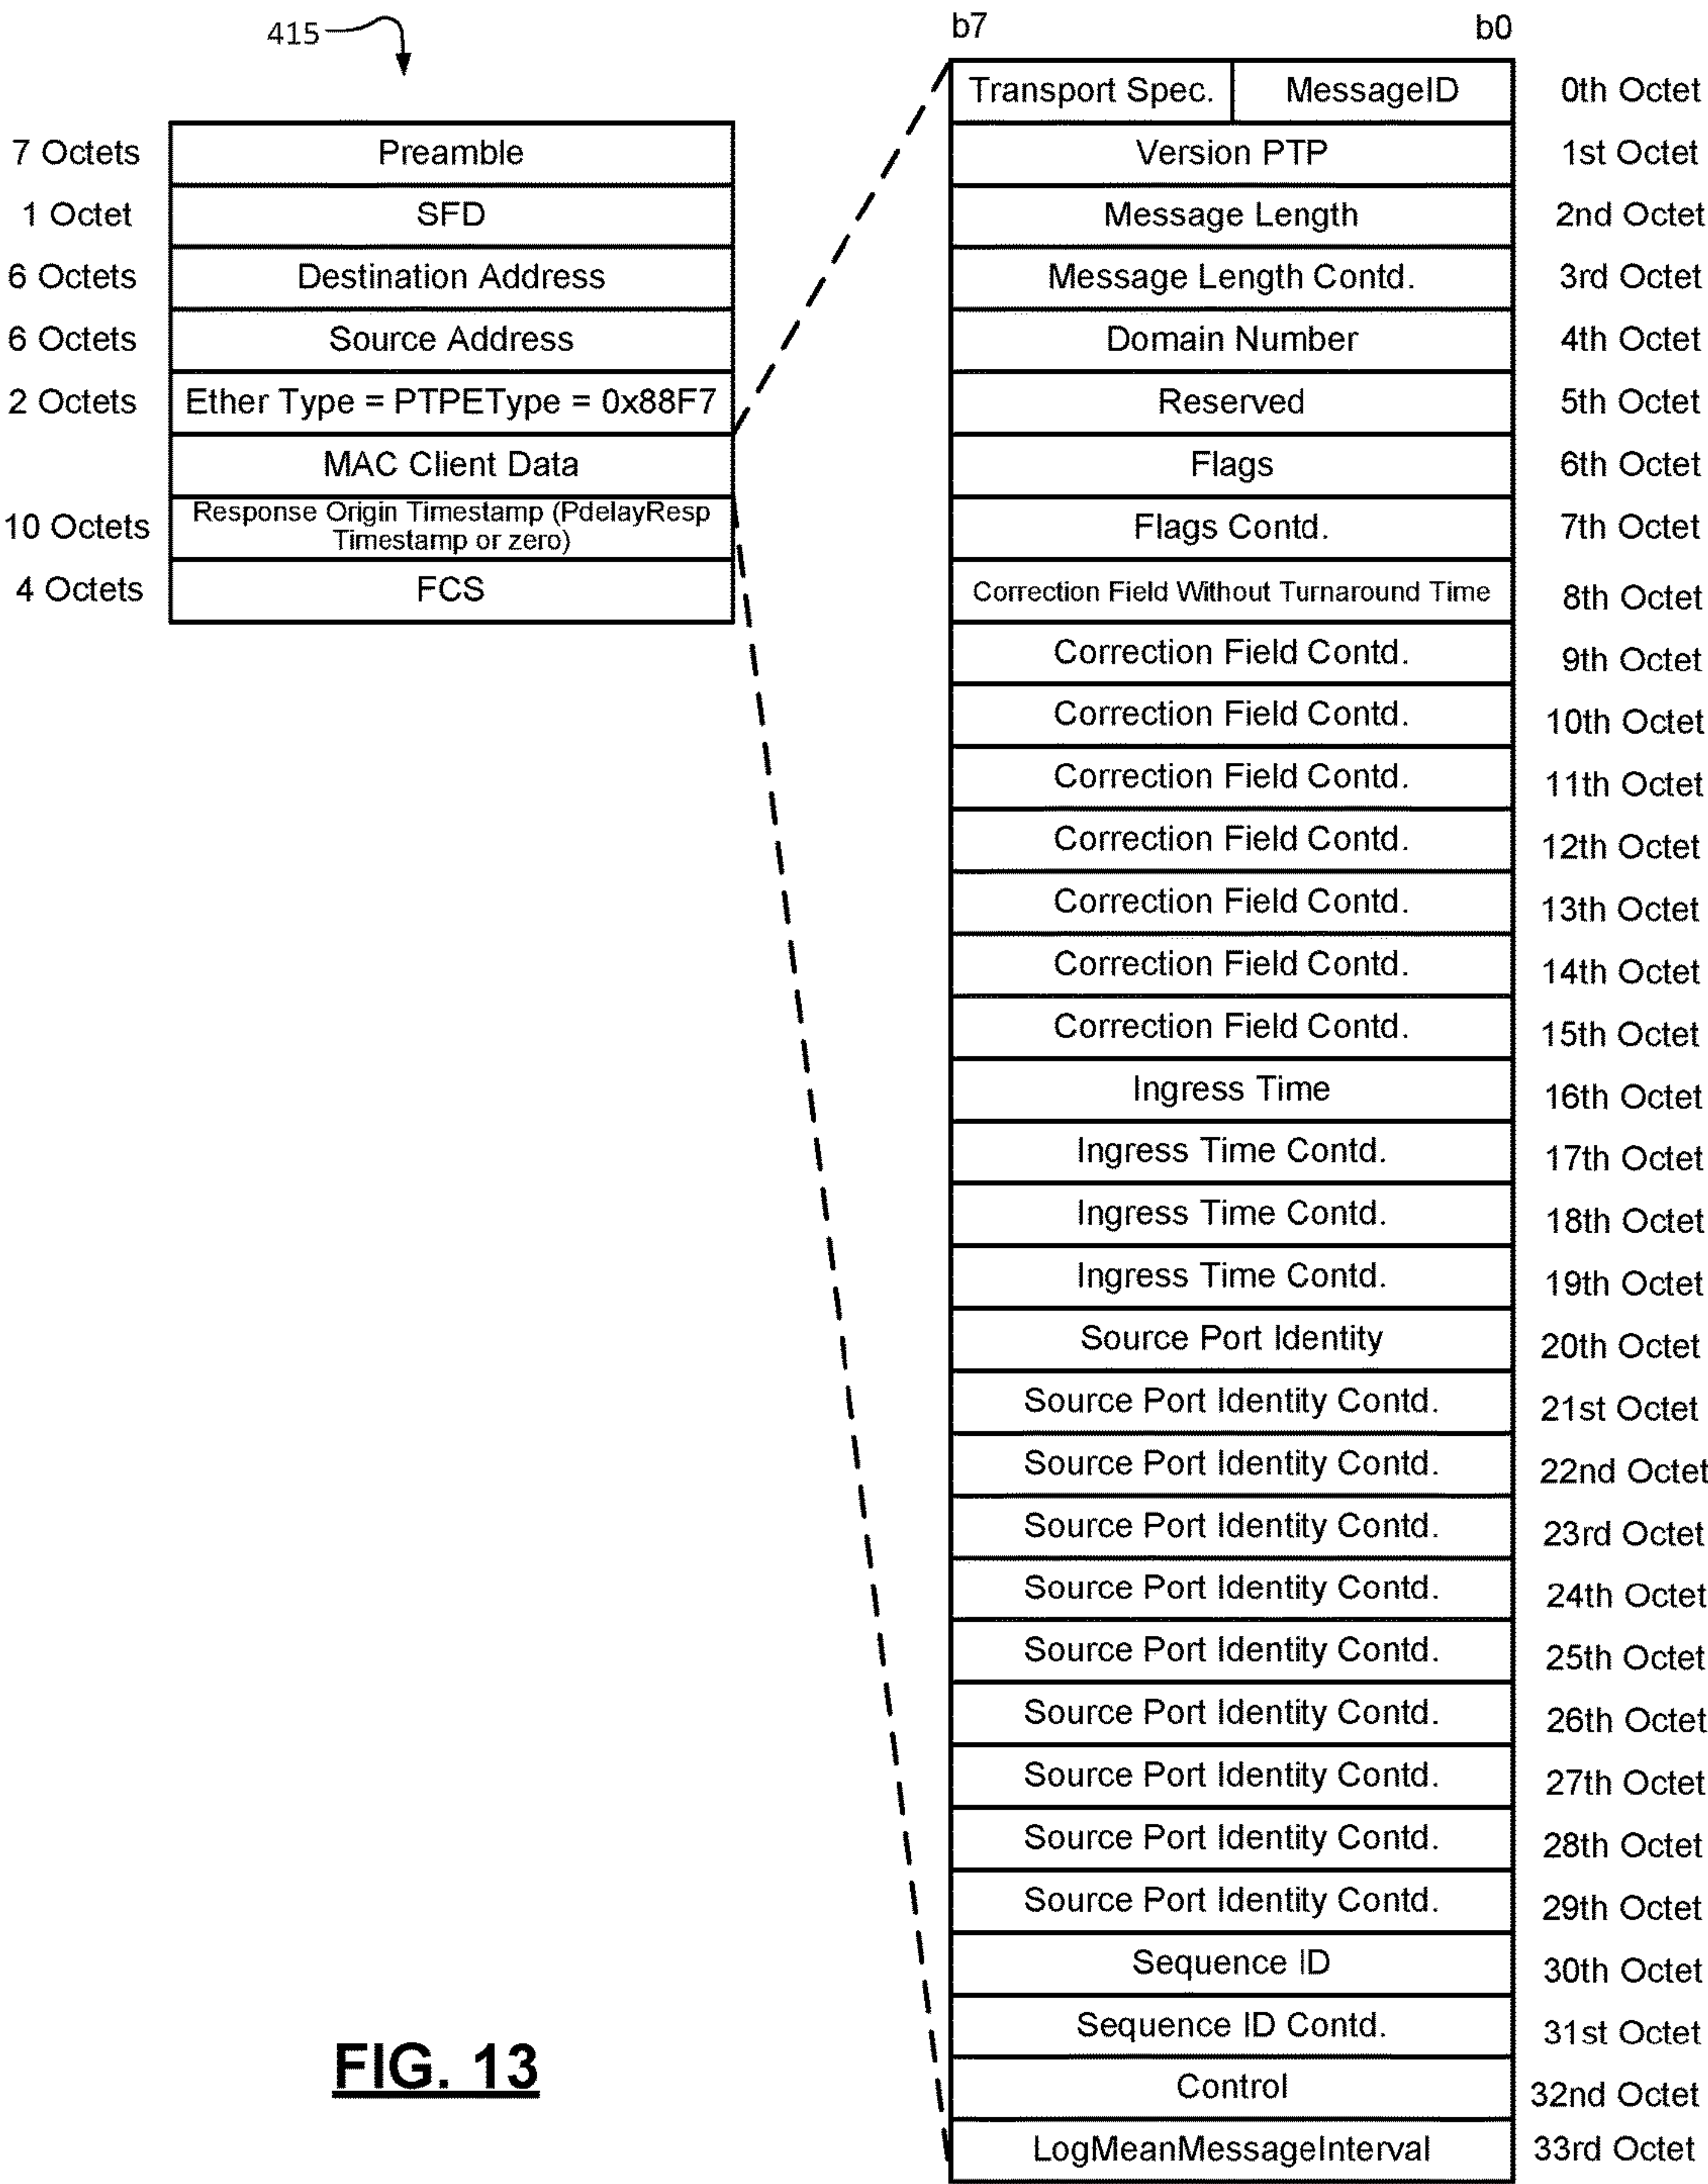 415
7 Octets Preamble
1 Octet SFD
6 Octets Destination Address
6 Octets Source Address
2 Octets Ether Type = PTPEType = 0x88F7
MAC Client Data
10 Octets Response Origin Timestamp (PdelayResp
Timestamp or zero)
4 Octets FCS
b7 b0
Transport Spec. MessageID 0th Octet
Version PTP 1st Octet
Message Length 2nd Octet
Message Length Contd. 3rd Octet
Domain Number 4th Octet
Reserved 5th Octet
Flags 6th Octet
Flags Contd. 7th Octet
Correction Field Without Turnaround Time 8th Octet
Correction Field Contd. 9th Octet
Correction Field Contd. 10th Octet
Correction Field Contd. 11th Octet
Correction Field Contd. 12th Octet
Correction Field Contd. 13th Octet
Correction Field Contd. 14th Octet
Correction Field Contd. 15th Octet
Ingress Time 16th Octet
Ingress Time Contd. 17th Octet
Ingress Time Contd. 18th Octet
Ingress Time Contd. 19th Octet
Source Port Identity 20th Octet
Source Port Identity Contd. 21st Octet
Source Port Identity Contd. 22nd Octet
Source Port Identity Contd. 23rd Octet
Source Port Identity Contd. 24th Octet
Source Port Identity Contd. 25th Octet
Source Port Identity Contd. 26th Octet
Source Port Identity Contd. 27th Octet
Source Port Identity Contd. 28th Octet
Source Port Identity Contd. 29th Octet
Sequence ID 30th Octet
Sequence ID Contd. 31st Octet
Control 32nd Octet
LogMeanMessageInterval 33rd Octet
FIG. 13